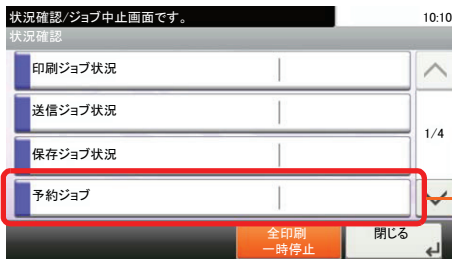 状況確認/ジョブ中止画面です。
10:10
状況確認
印刷ジョブ状況
送信ジョブ状況
1/4
保存ジョブ状況
予約ジョブ
全印刷
一時停止
閉じる